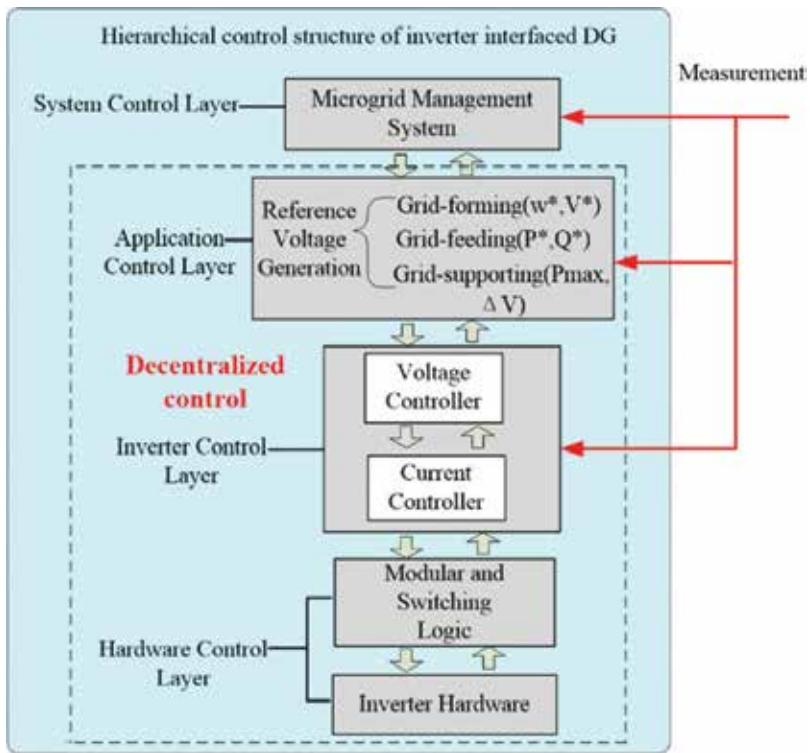 Hierarchical control structure of inverter interfaced DG
Measurement
System Control Layer
Microgrid Management
System
Application
Control Layer
Reference
Voltage
Generation
Grid-forming(w*,V*)
Grid-feeding(P*,Q*)
Grid-supporting(Pmax,
ΔV)
Decentralized
control
Voltage
Controller
Inverter Control
Layer
Current
Controller
Modular and
Switching
Logic
Hardware Control
Layer
Inverter Hardware